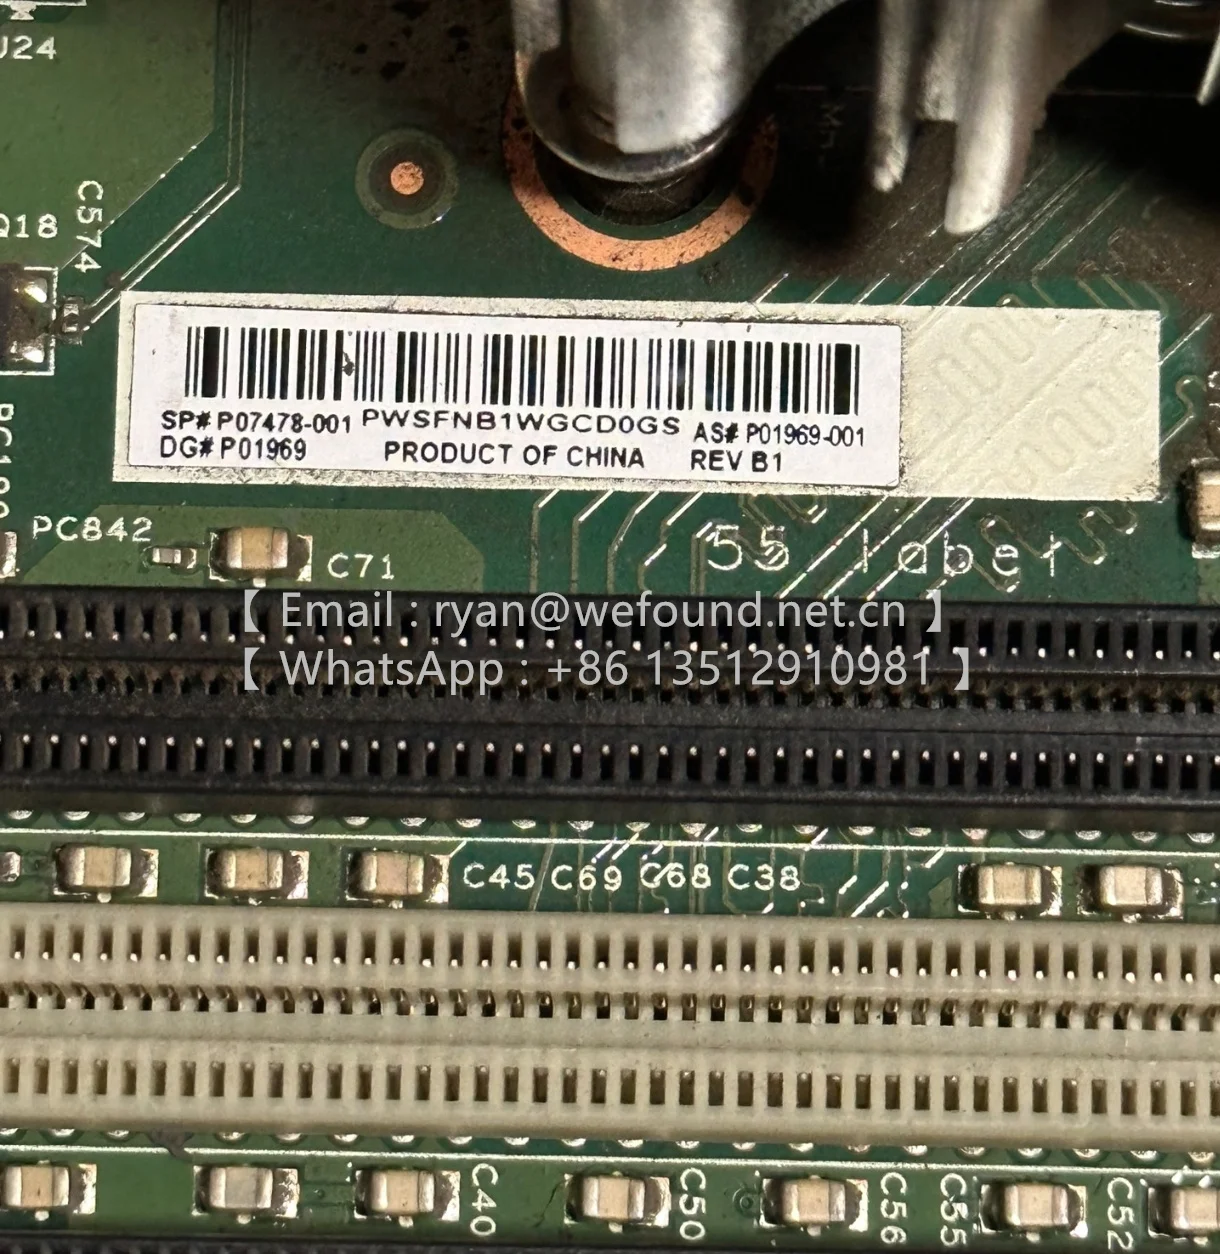 J24
C574
Q18
SP# P07478-001 PWSFNB1WGCD0GS AS# P01969-001
DG# P01969 PRODUCT OF CHINA REV B1
PC842
C71
55 label
【 Email : ryan@wefound.net.cn 】
【 WhatsApp : +86 13512910981 】
C45 C69 C68 C38
C40
C50
C56
C55
C52